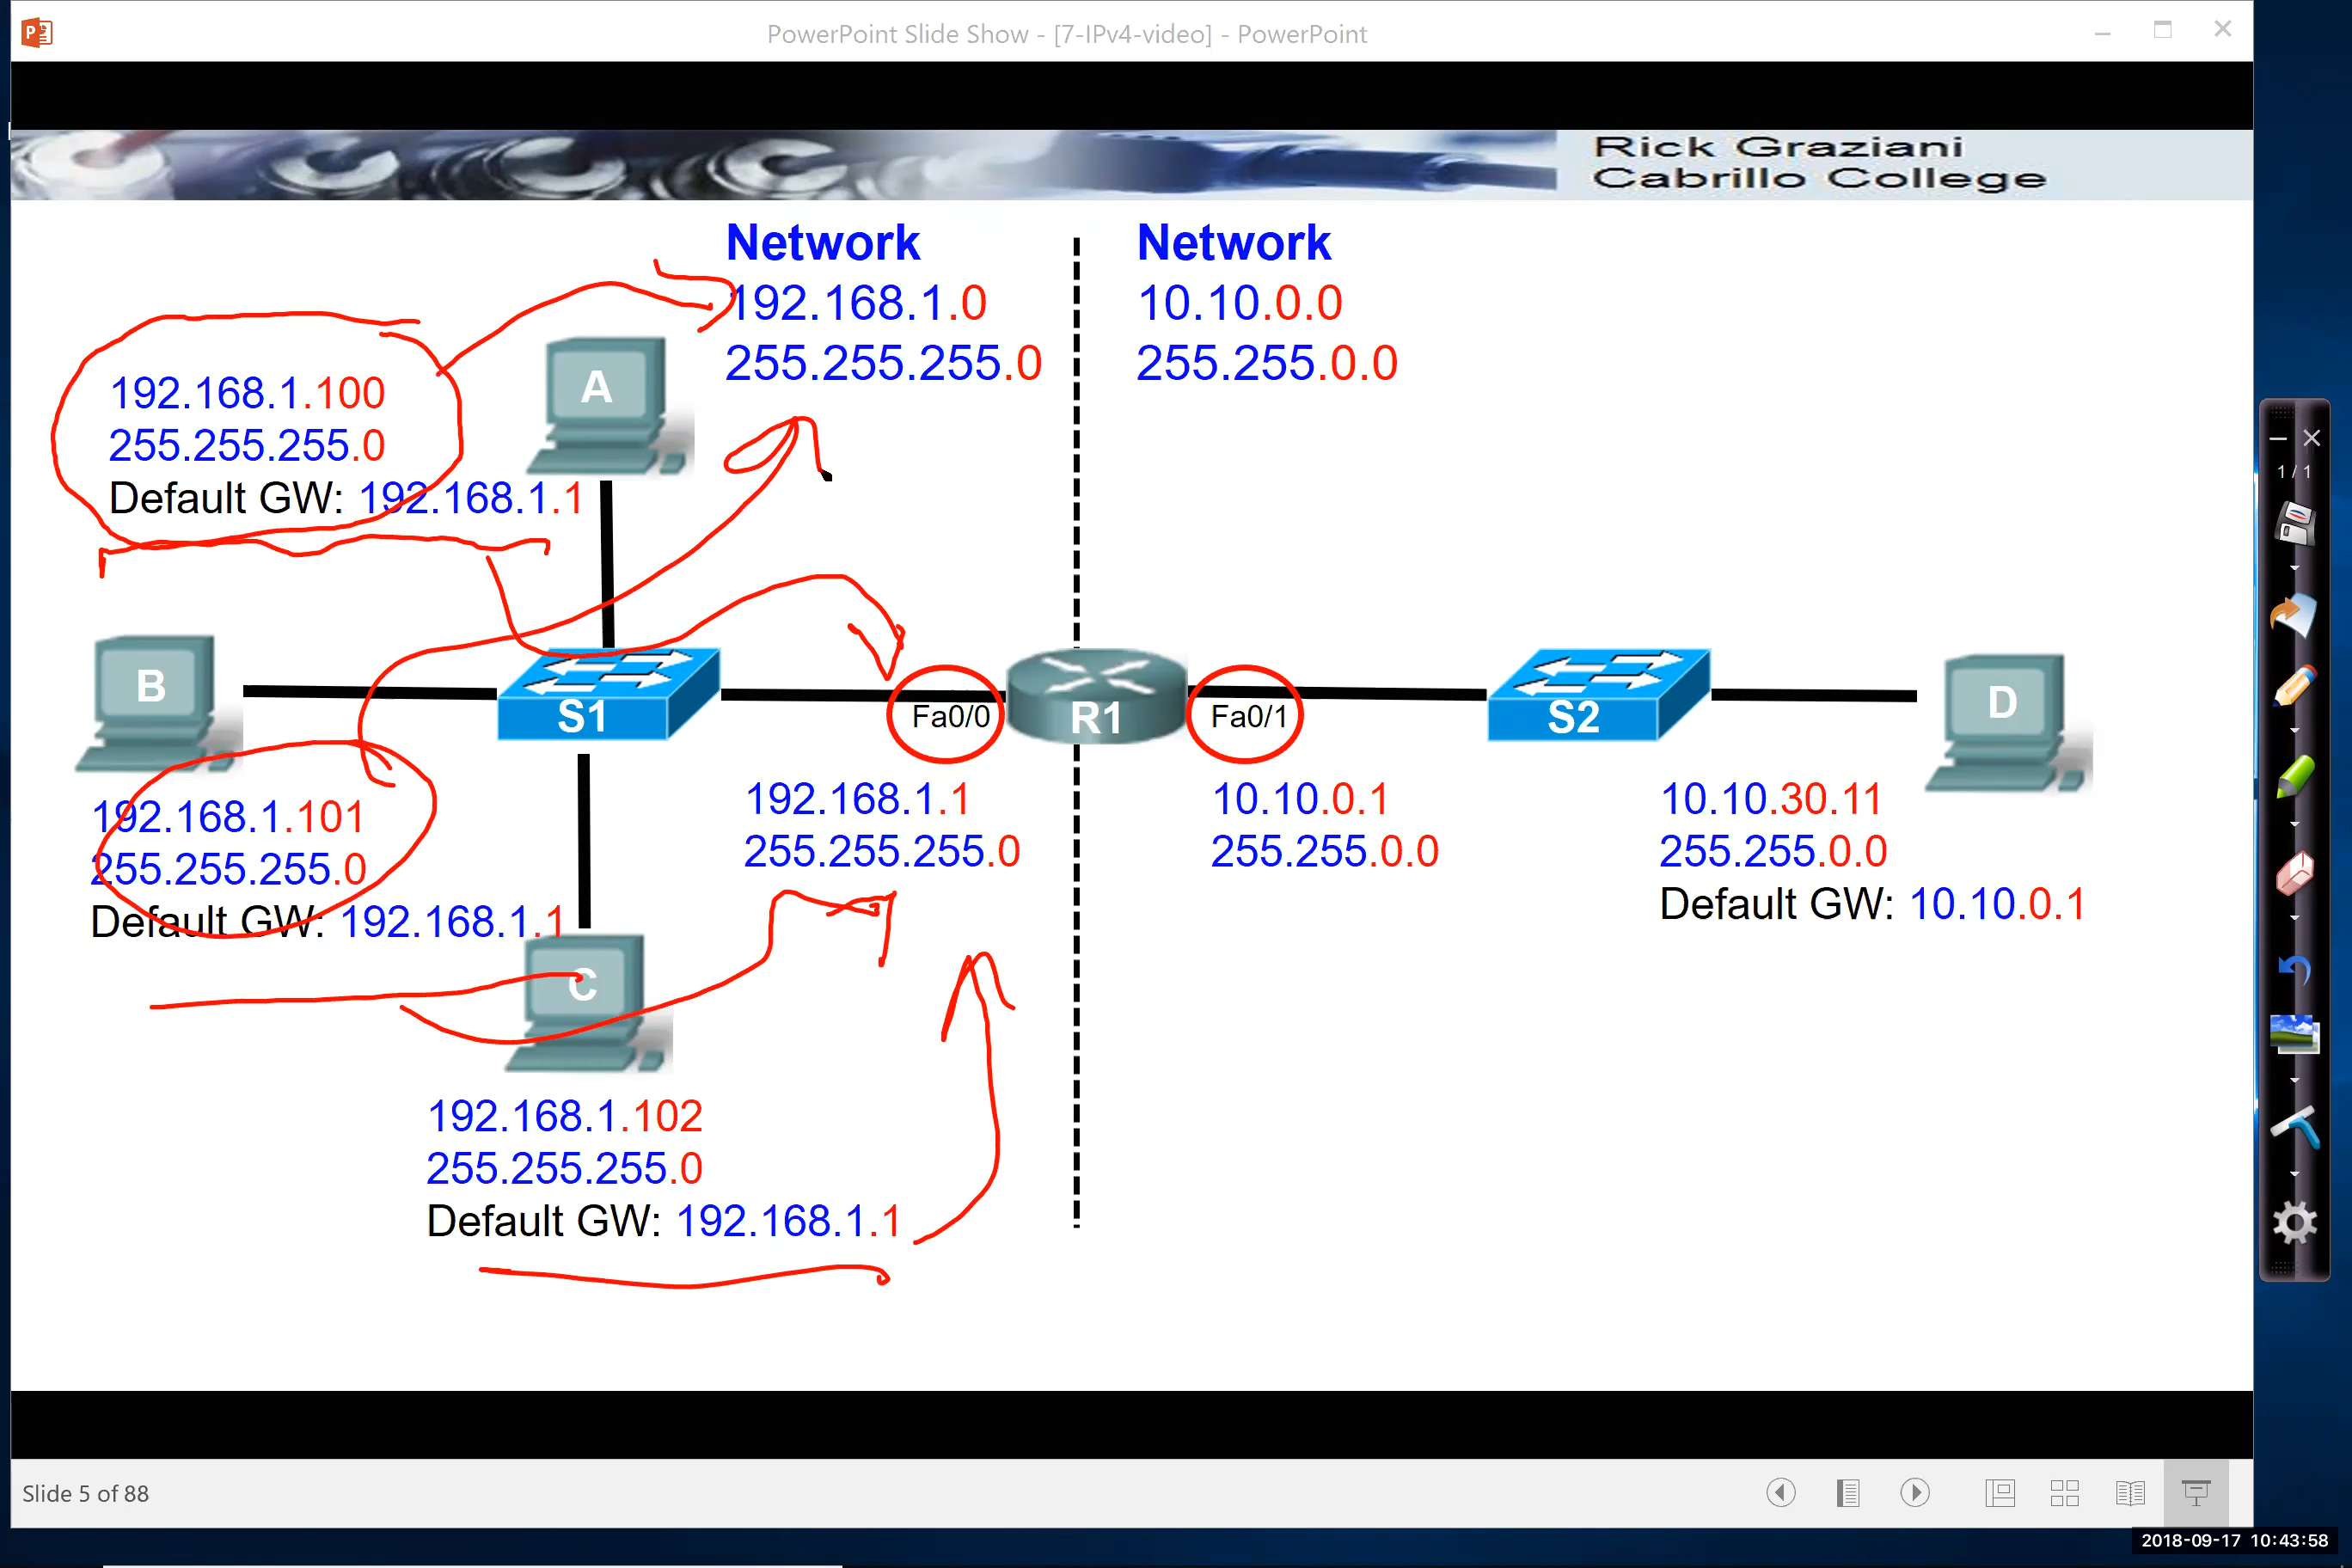 PowerPoint Slide Show - [7-IPv4-video] - PowerPoint
Rick Graziani
Cabrillo College
Network
192.168.1.0
255.255.255.0
Network
10.10.0.0
255.255.0.0
192.168.1.100
255.255.255.0
Default GW: 192.168.1.1
A
B
S1
Fa0/0
R1
Fa0/1
S2
D
192.168.1.101
255.255.255.0
Default GW: 192.168.1.1
192.168.1.1
255.255.255.0
10.10.0.1
255.255.0.0
10.10.30.11
255.255.0.0
Default GW: 10.10.0.1
C
192.168.1.102
255.255.255.0
Default GW: 192.168.1.1
1 / 1
Slide 5 of 88
2018-09-17 10:43:58